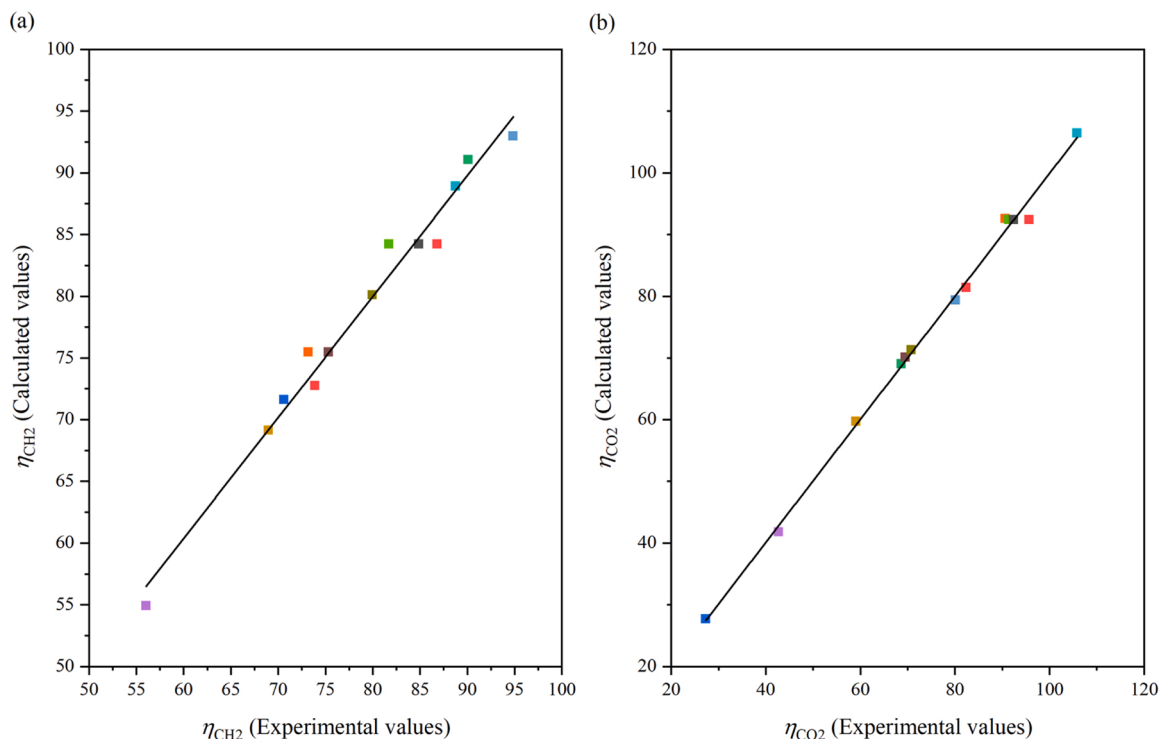 (a)
100
95
90
85
80
75
70
65
60
55
50
ηCH2 (Calculated values)
50 55 60 65 70 75 80 85 90 95 100
ηCH2 (Experimental values)
(b)
120
100
80
60
40
20
ηCO2 (Calculated values)
20 40 60 80 100 120
ηCO2 (Experimental values)